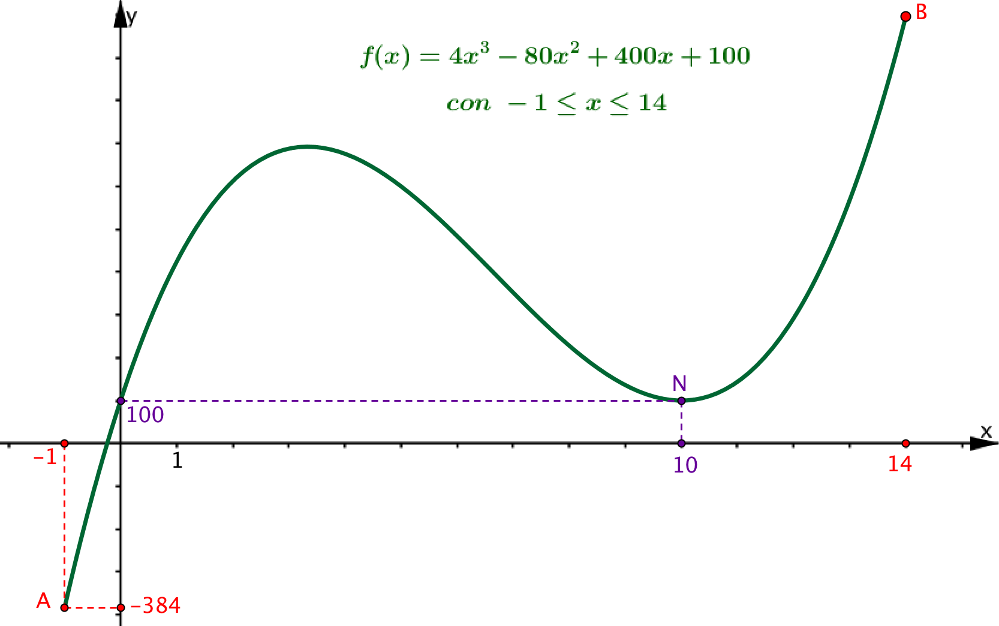 y
B
f(x) = 4x³ − 80x² + 400x + 100
con − 1 ≤ x ≤ 14
N
100
x
−1
1
10
14
A
−384